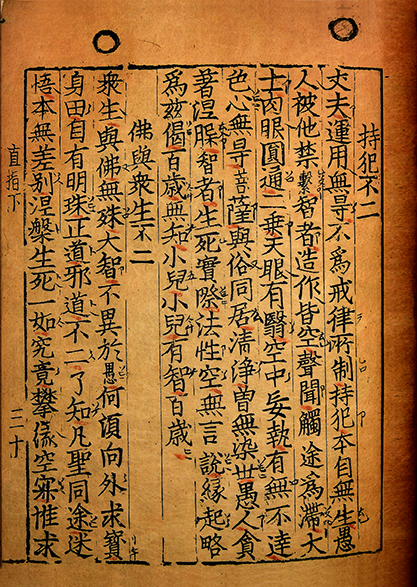 持犯不二
丈夫運用無㝵不爲戒律所制持犯本自無生愚
人被他禁繫智者造作皆空聲聞觸途爲滯大
士肉眼圓通二乘天眼有翳空中妄執有無不達
色心無㝵菩薩與俗同居清淨曾無染世愚人貪
著涅槃智者生死實際法性空無言說緣起略
爲玆偈百歲無知小兒小兒有智百歲
佛與衆生不二
衆生與佛無殊大智不異於愚何須向外求寶
身田自有明珠正道邪道不二了知凡聖同途迷
悟本無差別涅槃生死一如究竟攀緣空寂惟求
直指下
三十